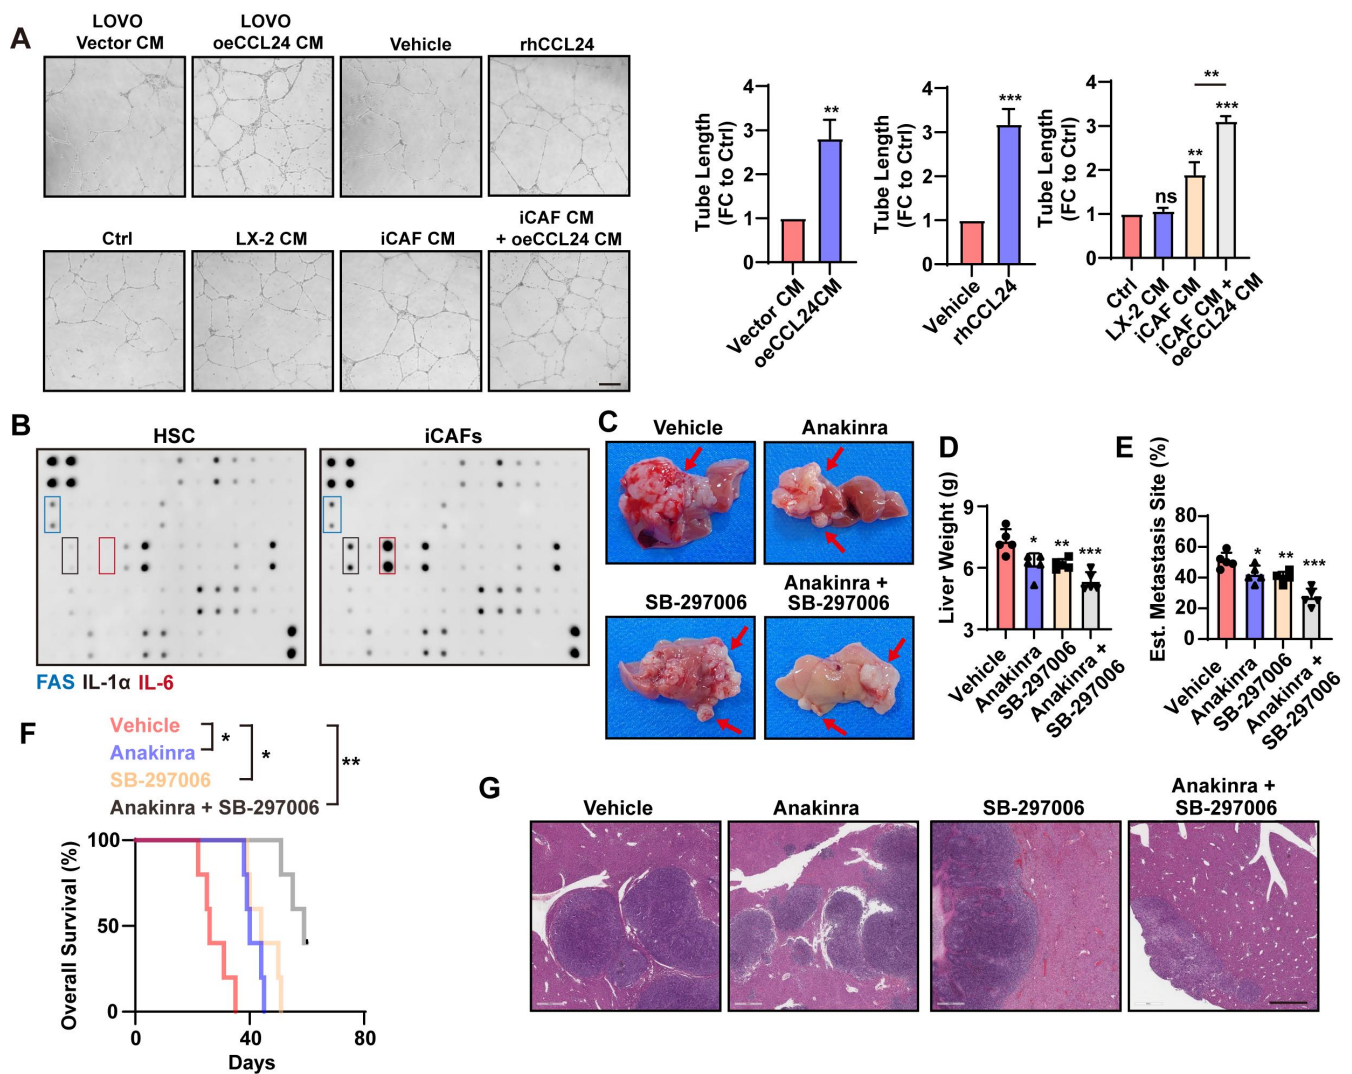 A
LOVO
Vector CM
LOVO
oeCCL24 CM
Vehicle
rhCCL24
Ctrl
LX-2 CM
iCAF CM
iCAF CM
+ oeCCL24 CM
Tube Length
(FC to Ctrl)
4
3
2
1
0
**
Vector CM
oeCCL24CM
Tube Length
(FC to Ctrl)
4
3
2
1
0
***
Vehicle
rhCCL24
Tube Length
(FC to Ctrl)
4
3
2
1
0
**
ns
**
***
Ctrl
LX-2 CM
iCAF CM
iCAF CM +
oeCCL24 CM
B
HSC
iCAFs
FAS IL-1α IL-6
C
Vehicle
Anakinra
SB-297006
Anakinra +
SB-297006
D
Liver Weight (g)
9
6
3
*
**
***
Vehicle
Anakinra
SB-297006
Anakinra +
SB-297006
E
Est. Metastasis Site (%)
80
60
40
20
0
*
**
***
Vehicle
Anakinra
SB-297006
Anakinra +
SB-297006
F
Vehicle
Anakinra
SB-297006
Anakinra + SB-297006
*
*
**
Overall Survival (%)
100
50
0
0
40
80
Days
G
Vehicle
Anakinra
SB-297006
Anakinra +
SB-297006